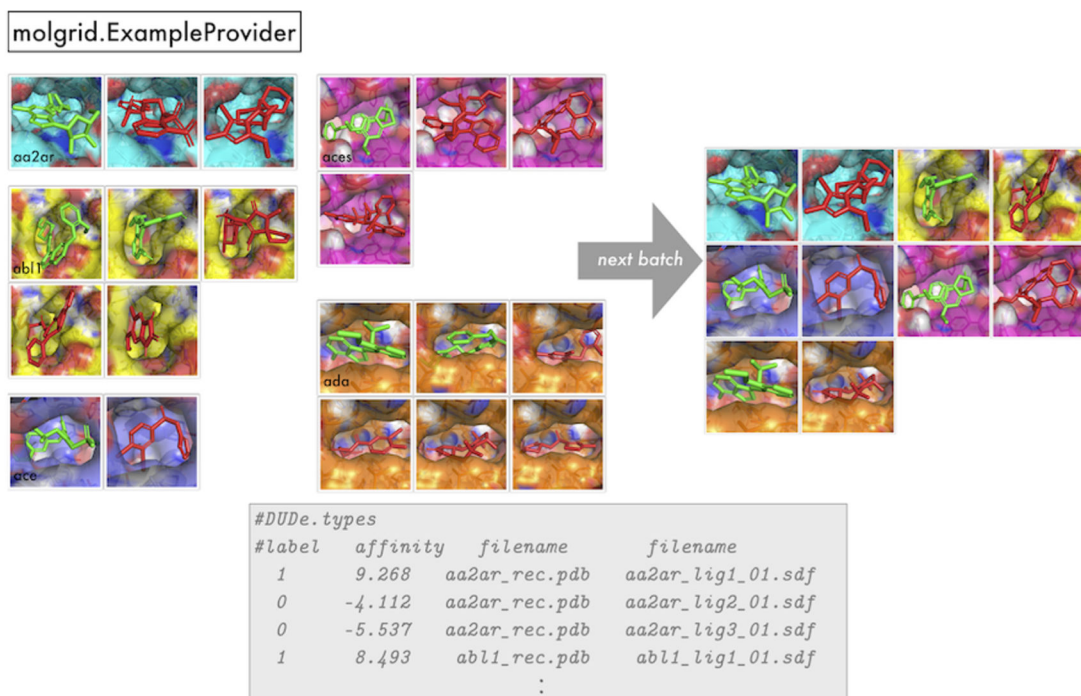 molgrid.ExampleProvider
aa2ar
aces
abl1
next batch
ada
ace
#DUDe.types
#label affinity filename filename
1 9.268 aa2ar_rec.pdb aa2ar_lig1_01.sdf
0 -4.112 aa2ar_rec.pdb aa2ar_lig2_01.sdf
0 -5.537 aa2ar_rec.pdb aa2ar_lig3_01.sdf
1 8.493 abl1_rec.pdb abl1_lig1_01.sdf
: